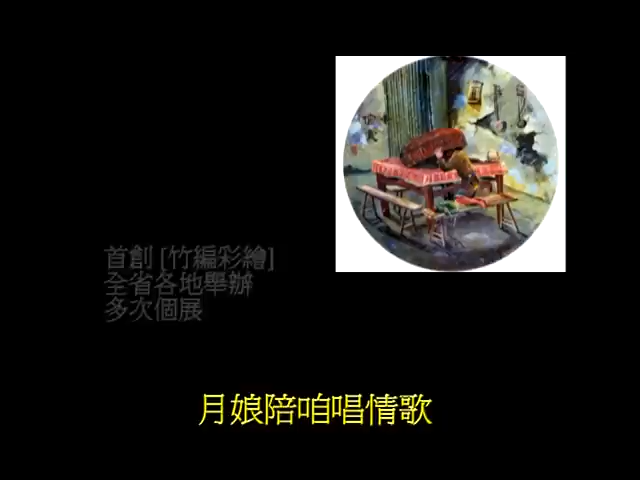 首創 [竹編彩繪]
全省各地舉辦
多次個展
月娘陪咱唱情歌